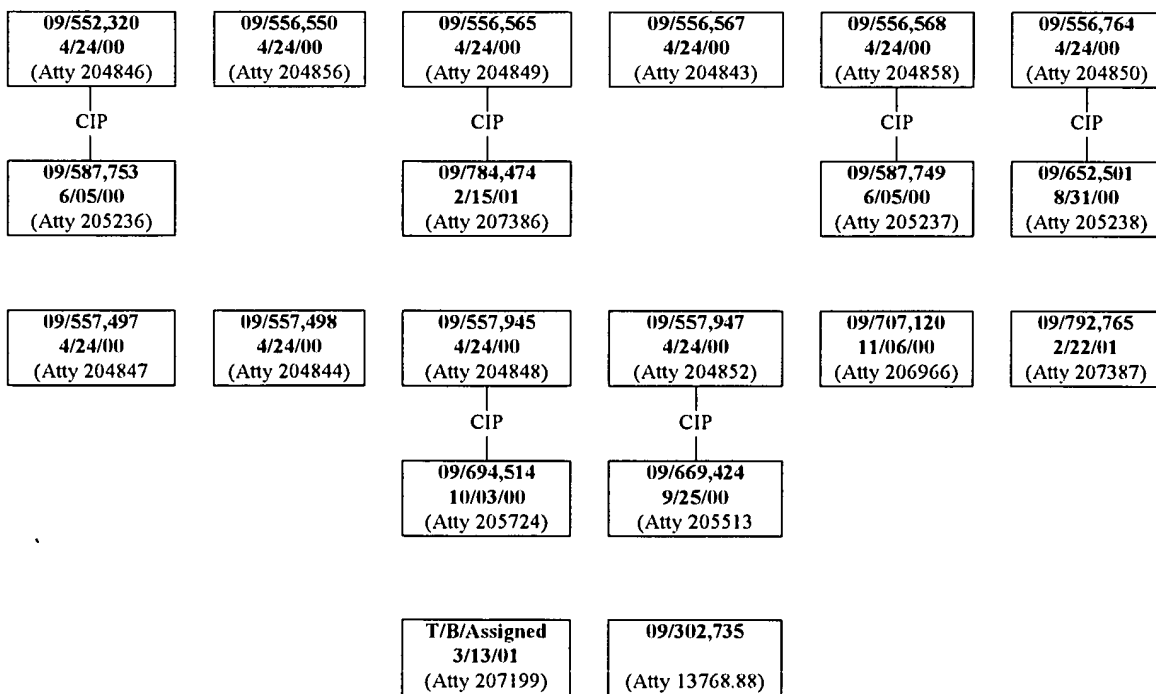 09/552,320
4/24/00
(Atty 204846)
09/556,550
4/24/00
(Atty 204856)
09/556,565
4/24/00
(Atty 204849)
09/556,567
4/24/00
(Atty 204843)
09/556,568
4/24/00
(Atty 204858)
09/556,764
4/24/00
(Atty 204850)
CIP
CIP
CIP
CIP
09/587,753
6/05/00
(Atty 205236)
09/784,474
2/15/01
(Atty 207386)
09/587,749
6/05/00
(Atty 205237)
09/652,501
8/31/00
(Atty 205238)
09/557,497
4/24/00
(Atty 204847
09/557,498
4/24/00
(Atty 204844)
09/557,945
4/24/00
(Atty 204848)
09/557,947
4/24/00
(Atty 204852)
09/707,120
11/06/00
(Atty 206966)
09/792,765
2/22/01
(Atty 207387)
CIP
CIP
09/694,514
10/03/00
(Atty 205724)
09/669,424
9/25/00
(Atty 205513
T/B/Assigned
3/13/01
(Atty 207199)
09/302,735
(Atty 13768.88)